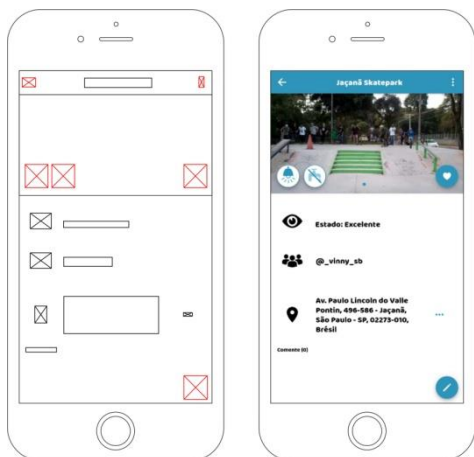 Jaçanã Skatepark
Estado: Excelente
@_vinny_sb
Av. Paulo Lincoln do Valle
Pontin, 496-586 - Jaçanã,
São Paulo - SP, 02273-010,
Brésil
Comente (0)